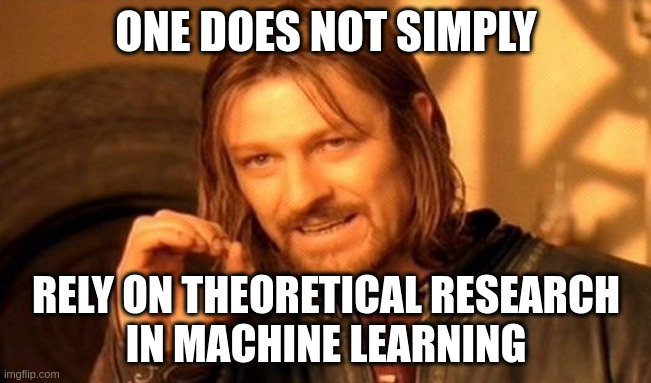 ONE DOES NOT SIMPLY
RELY ON THEORETICAL RESEARCH
IN MACHINE LEARNING
imgflip.com